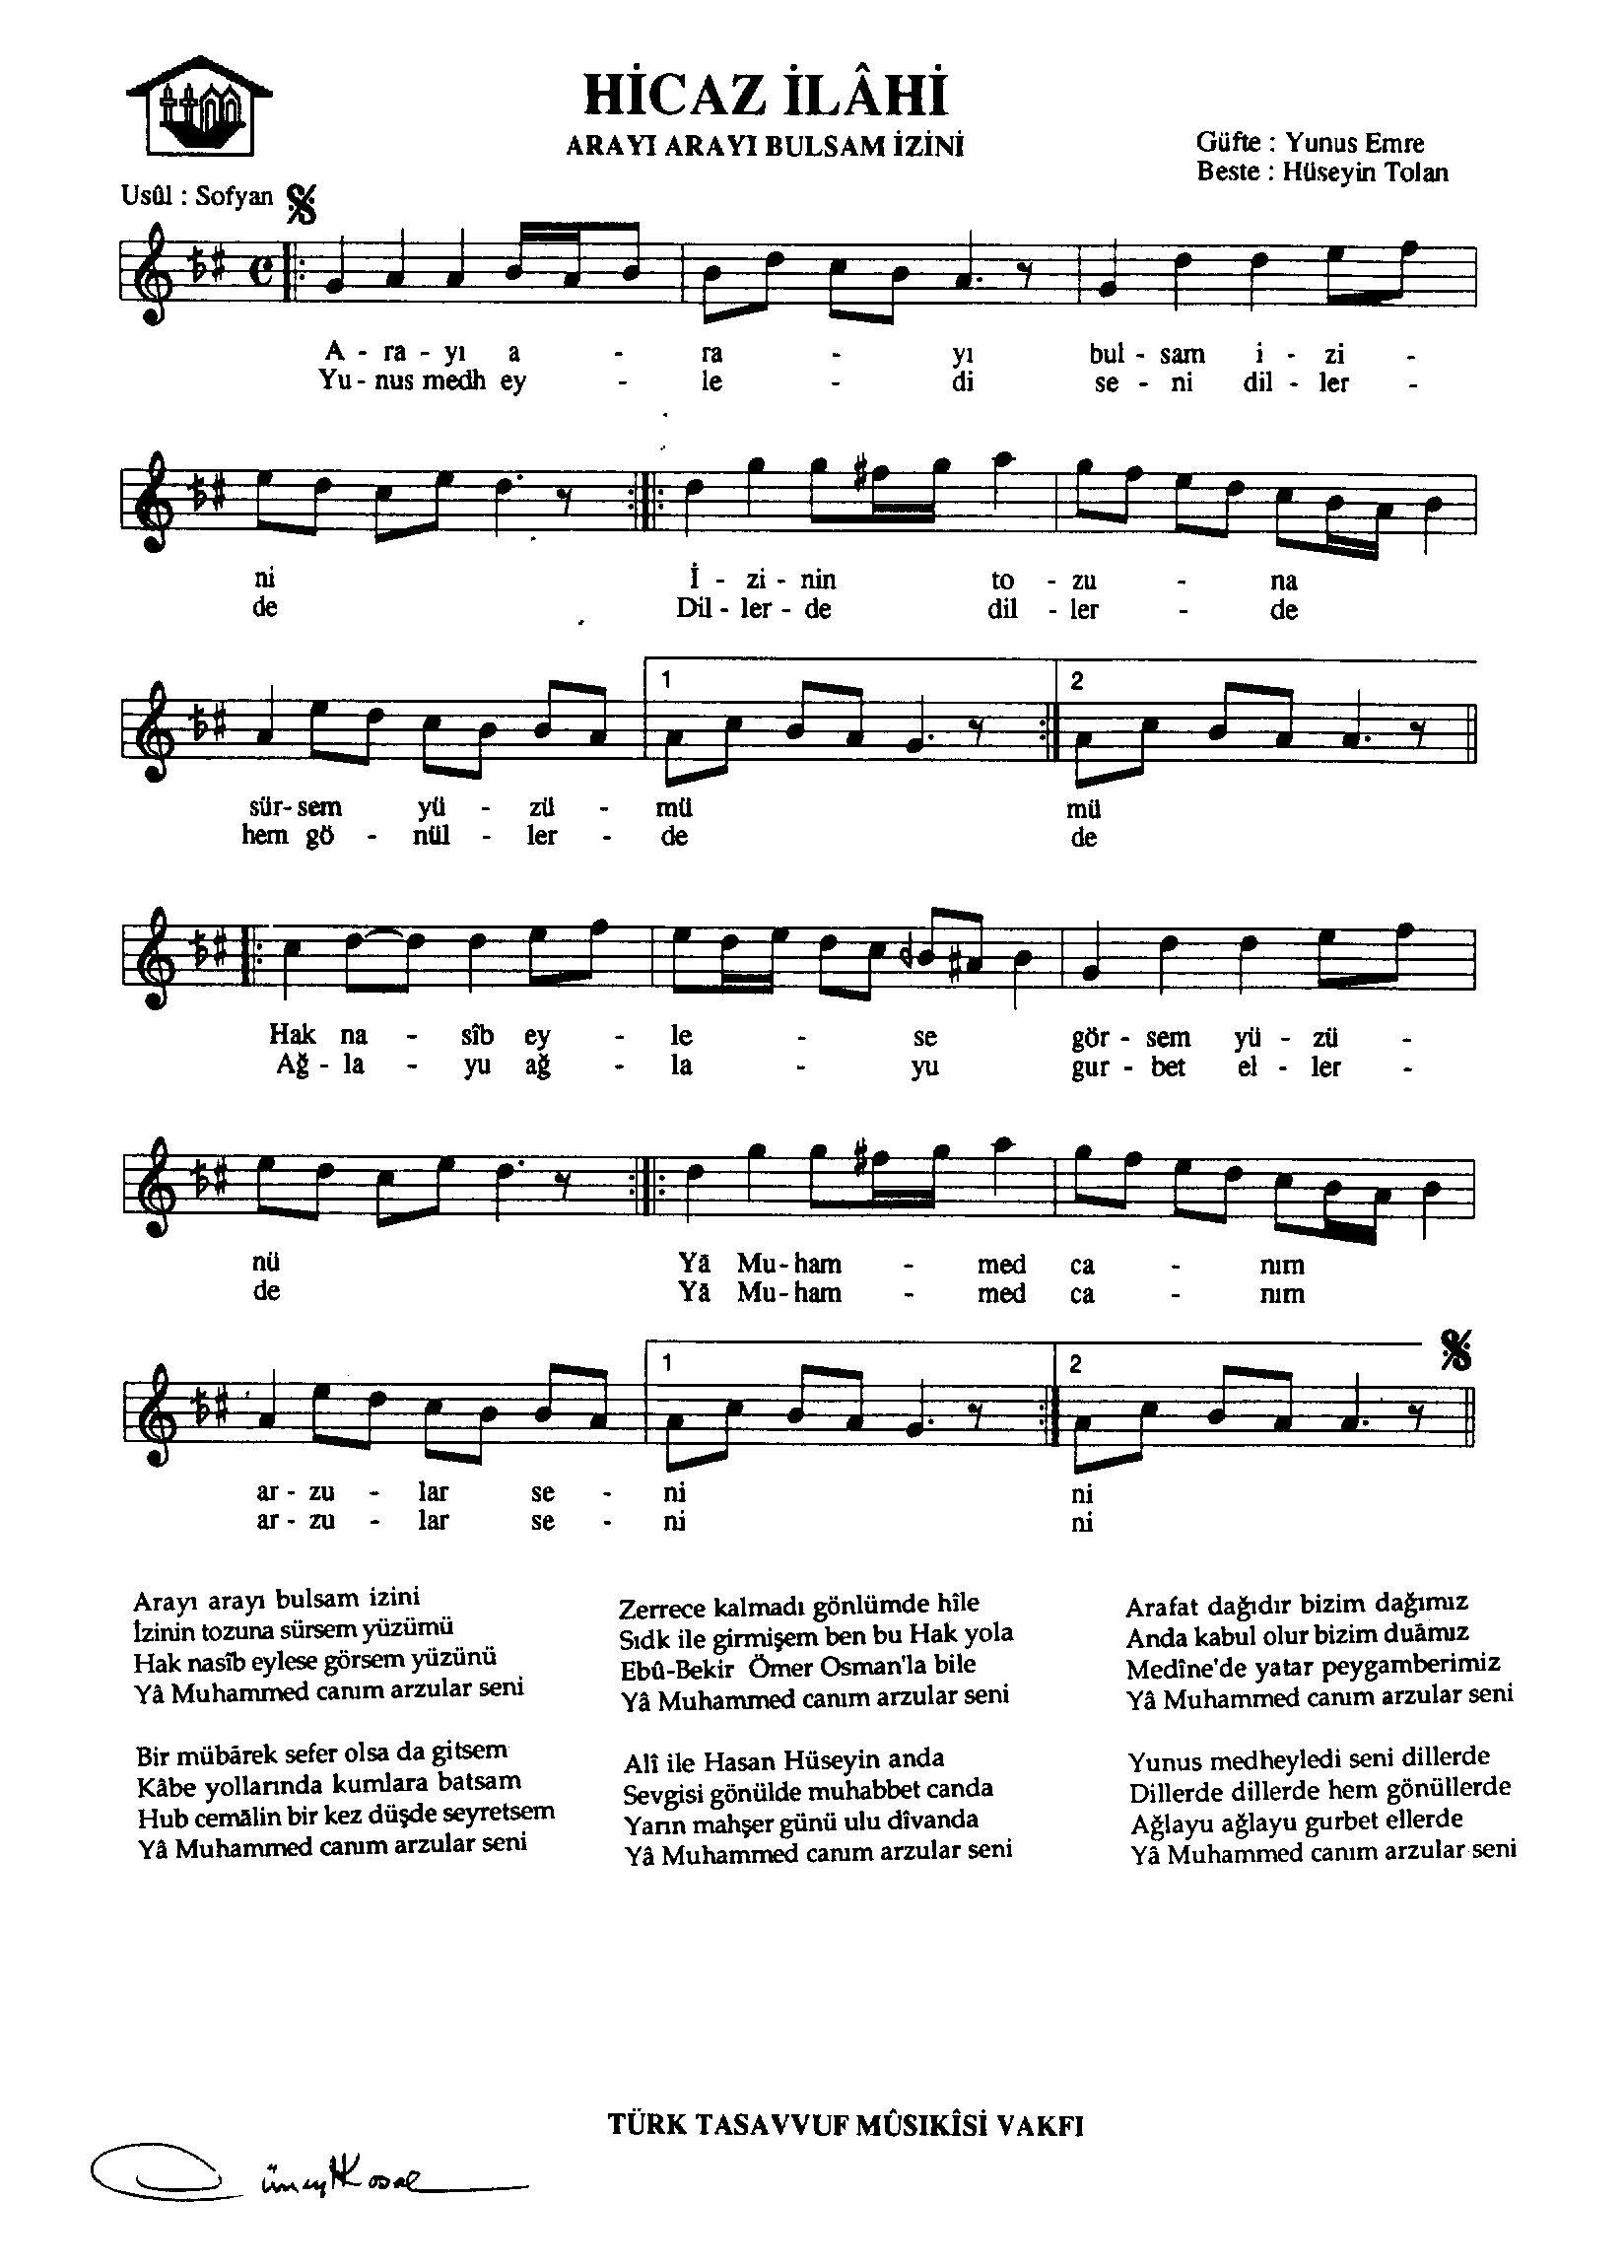 HİCAZ İLÂHİ
ARAYI ARAYI BULSAM İZİNİ
Güfte : Yunus Emre
Beste : Hüseyin Tolan
Usûl : Sofyan
A - ra - yı a - ra - yı bul - sam i - zi -
Yu - nus medh ey - le - di se - ni dil - ler -
ni İ - zi - nin to - zu - na
de Dil - ler - de dil - ler - de
1 2
sür- sem yü - zü - mü mü
hem gö - nül - ler - de de
Hak na - sîb ey - le - se gör - sem yü - zü -
Ağ - la - yu ağ - la - yu gur - bet el - ler -
nü Yâ Mu - ham - med ca - nım
de Yâ Mu - ham - med ca - nım
1 2
ar - zu - lar se - ni ni
ar - zu - lar se - ni ni
Arayı arayı bulsam izini
İzinin tozuna sürsem yüzümü
Hak nasîb eylese görsem yüzünü
Yâ Muhammed canım arzular seni
Bir mübârek sefer olsa da gitsem
Kâbe yollarında kumlara batsam
Hub cemâlin bir kez düşde seyretsem
Yâ Muhammed canım arzular seni
Zerrece kalmadı gönlümde hîle
Sıdk ile girmişem ben bu Hak yola
Ebû-Bekir Ömer Osman'la bile
Yâ Muhammed canım arzular seni
Alî ile Hasan Hüseyin anda
Sevgisi gönülde muhabbet canda
Yarın mahşer günü ulu dîvanda
Yâ Muhammed canım arzular seni
Arafat dağıdır bizim dağımız
Anda kabul olur bizim duâmız
Medîne'de yatar peygamberimiz
Yâ Muhammed canım arzular seni
Yunus medheyledi seni dillerde
Dillerde dillerde hem gönüllerde
Ağlayu ağlayu gurbet ellerde
Yâ Muhammed canım arzular seni
TÜRK TASAVVUF MÛSIKÎSİ VAKFI